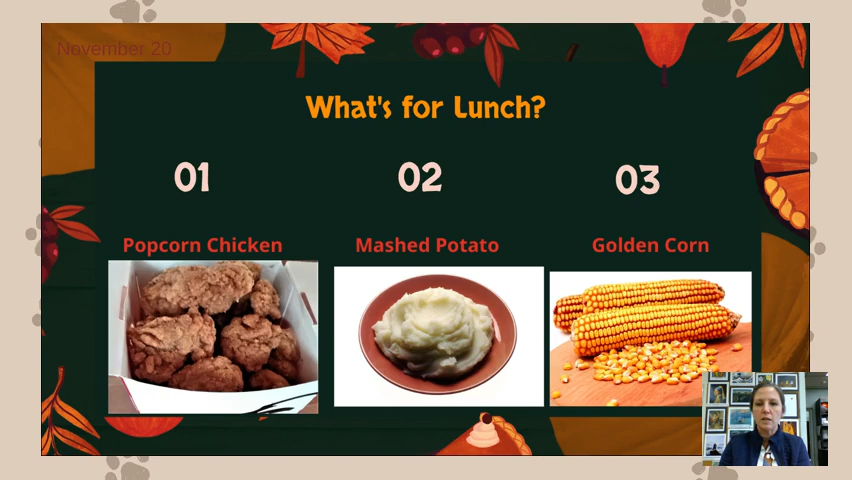 November 20
What's for Lunch?
01
02
03
Popcorn Chicken
Mashed Potato
Golden Corn